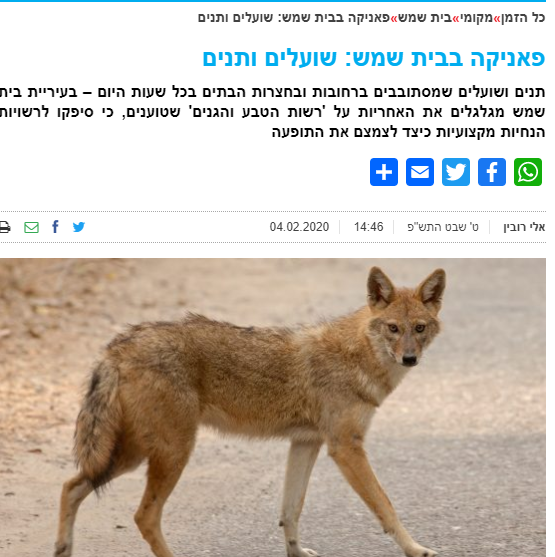 כל הזמן»מקומי»בית שמש»פאניקה בבית שמש: שועלים ותנים
פאניקה בבית שמש: שועלים ותנים
תנים ושועלים שמסתובבים ברחובות ובחצרות הבתים בכל שעות היום – בעיריית בית
שמש מגלגלים את האחריות על 'רשות הטבע והגנים' שטוענים, כי סיפקו לרשויות
הנחיות מקצועיות כיצד לצמצם את התופעה
אלי רובין ט' שבט התש"פ 14:46 04.02.2020